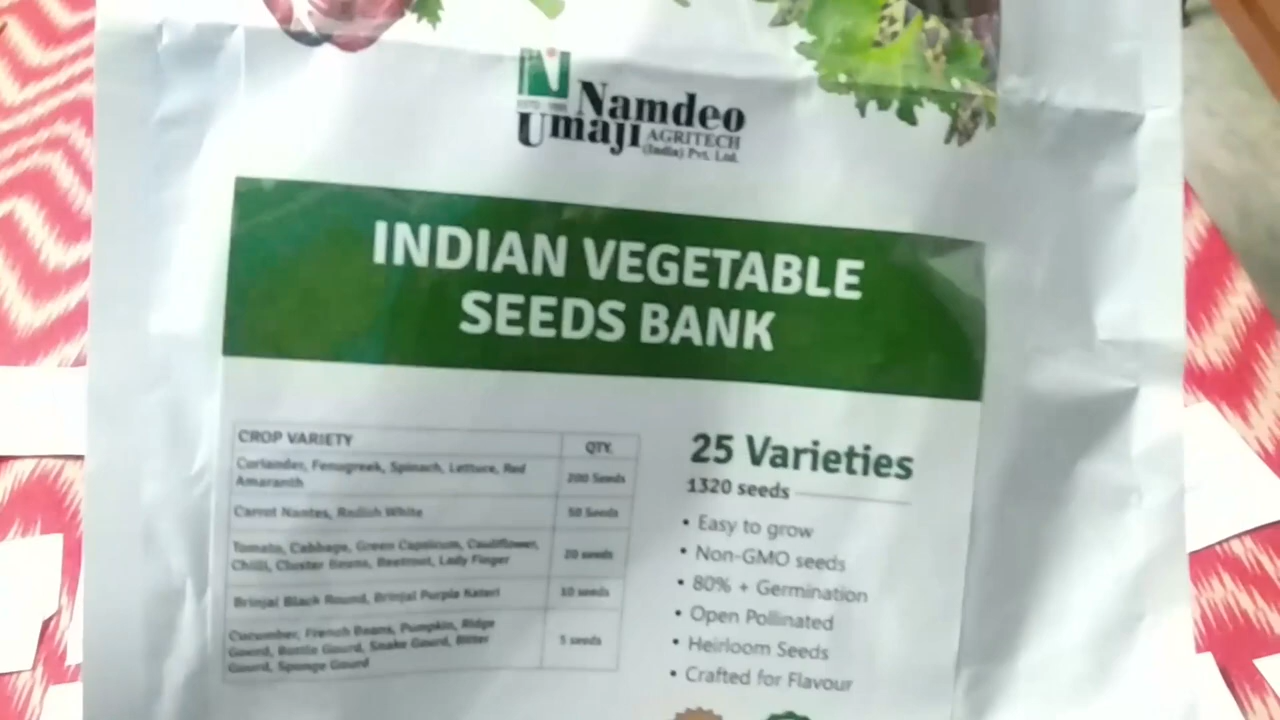 Namdeo
Umaji AGRITECH
(India) Pvt. Ltd.
INDIAN VEGETABLE
SEEDS BANK
CROP VARIETY QTY.
Coriander, Fenugreek, Spinach, Lettuce, Red
Amaranth
200 Seeds
Carrot Nantes, Radish White 50 Seeds
Tomato, Cabbage, Green Capsicum, Cauliflower,
Chilli, Cluster Beans, Beetroot, Lady Finger
20 seeds
Brinjal Black Round, Brinjal Purple Kateri 10 seeds
Cucumber, French Beans, Pumpkin, Ridge
Gourd, Bottle Gourd, Snake Gourd, Bitter
Gourd, Sponge Gourd
5 seeds
25 Varieties
1320 seeds
• Easy to grow
• Non-GMO seeds
• 80% + Germination
• Open Pollinated
• Heirloom Seeds
• Crafted for Flavour